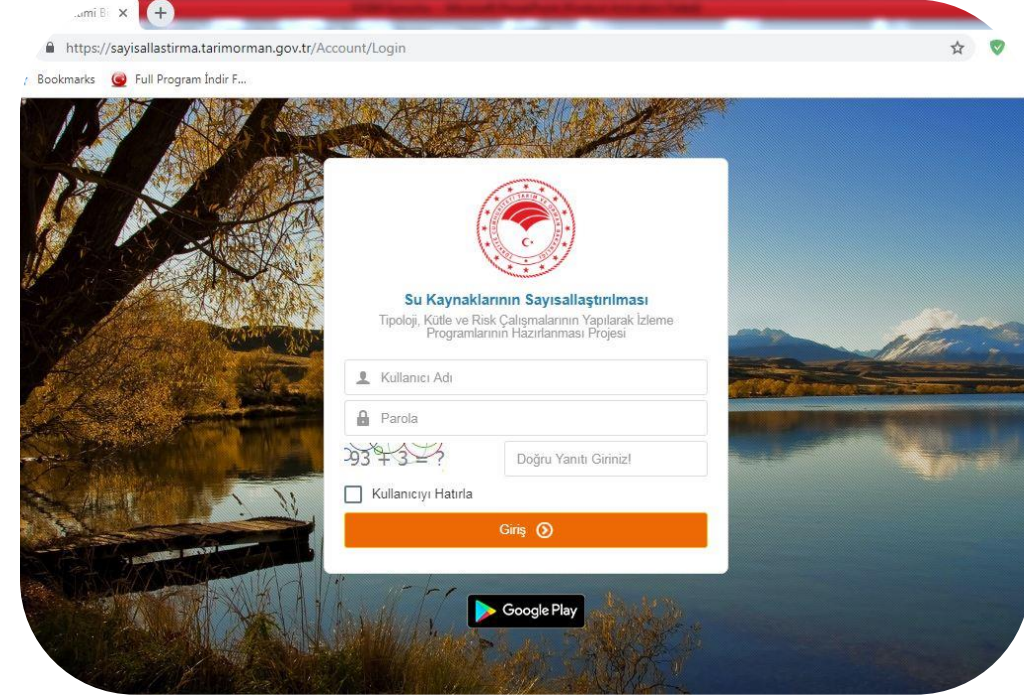 https://sayisallastirma.tarimorman.gov.tr/Account/Login
Bookmarks Full Program İndir F...
Su Kaynaklarının Sayısallaştırılması
Tipoloji, Kütle ve Risk Çalışmalarının Yapılarak İzleme
Programlarının Hazırlanması Projesi
Kullanıcı Adı
Parola
93 + 3 = ?
Doğru Yanıtı Giriniz!
Kullanıcıyı Hatırla
Giriş
Google Play